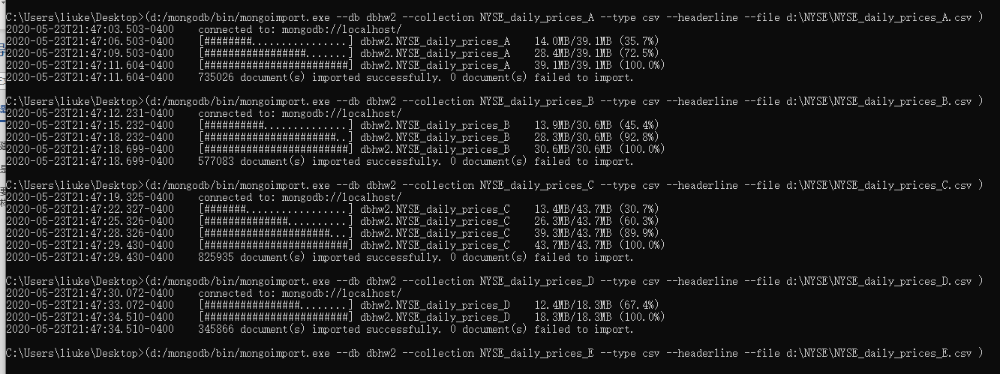 C:\Users\liuke\Desktop>(d:/mongodb/bin/mongoimport.exe --db dbhw2 --collection NYSE_daily_prices_A --type csv --headerline --file d:\NYSE\NYSE_daily_prices_A.csv )
2020-05-23T21:47:03.503-0400    connected to: mongodb://localhost/
2020-05-23T21:47:06.503-0400    [########................] dbhw2.NYSE_daily_prices_A    14.0MB/39.1MB (35.7%)
2020-05-23T21:47:09.503-0400    [#################.......] dbhw2.NYSE_daily_prices_A    28.4MB/39.1MB (72.5%)
2020-05-23T21:47:11.604-0400    [########################] dbhw2.NYSE_daily_prices_A    39.1MB/39.1MB (100.0%)
2020-05-23T21:47:11.604-0400    735026 document(s) imported successfully. 0 document(s) failed to import.
C:\Users\liuke\Desktop>(d:/mongodb/bin/mongoimport.exe --db dbhw2 --collection NYSE_daily_prices_B --type csv --headerline --file d:\NYSE\NYSE_daily_prices_B.csv )
2020-05-23T21:47:12.231-0400    connected to: mongodb://localhost/
2020-05-23T21:47:15.232-0400    [##########..............] dbhw2.NYSE_daily_prices_B    13.9MB/30.6MB (45.4%)
2020-05-23T21:47:18.232-0400    [######################..] dbhw2.NYSE_daily_prices_B    28.3MB/30.6MB (92.8%)
2020-05-23T21:47:18.699-0400    [########################] dbhw2.NYSE_daily_prices_B    30.6MB/30.6MB (100.0%)
2020-05-23T21:47:18.699-0400    577083 document(s) imported successfully. 0 document(s) failed to import.
C:\Users\liuke\Desktop>(d:/mongodb/bin/mongoimport.exe --db dbhw2 --collection NYSE_daily_prices_C --type csv --headerline --file d:\NYSE\NYSE_daily_prices_C.csv )
2020-05-23T21:47:19.325-0400    connected to: mongodb://localhost/
2020-05-23T21:47:22.327-0400    [#######.................] dbhw2.NYSE_daily_prices_C    13.4MB/43.7MB (30.7%)
2020-05-23T21:47:25.326-0400    [##############..........] dbhw2.NYSE_daily_prices_C    26.3MB/43.7MB (60.3%)
2020-05-23T21:47:28.326-0400    [#####################...] dbhw2.NYSE_daily_prices_C    39.3MB/43.7MB (89.9%)
2020-05-23T21:47:29.430-0400    [########################] dbhw2.NYSE_daily_prices_C    43.7MB/43.7MB (100.0%)
2020-05-23T21:47:29.430-0400    825935 document(s) imported successfully. 0 document(s) failed to import.
C:\Users\liuke\Desktop>(d:/mongodb/bin/mongoimport.exe --db dbhw2 --collection NYSE_daily_prices_D --type csv --headerline --file d:\NYSE\NYSE_daily_prices_D.csv )
2020-05-23T21:47:30.072-0400    connected to: mongodb://localhost/
2020-05-23T21:47:33.072-0400    [################........] dbhw2.NYSE_daily_prices_D    12.4MB/18.3MB (67.4%)
2020-05-23T21:47:34.510-0400    [########################] dbhw2.NYSE_daily_prices_D    18.3MB/18.3MB (100.0%)
2020-05-23T21:47:34.510-0400    345866 document(s) imported successfully. 0 document(s) failed to import.
C:\Users\liuke\Desktop>(d:/mongodb/bin/mongoimport.exe --db dbhw2 --collection NYSE_daily_prices_E --type csv --headerline --file d:\NYSE\NYSE_daily_prices_E.csv )